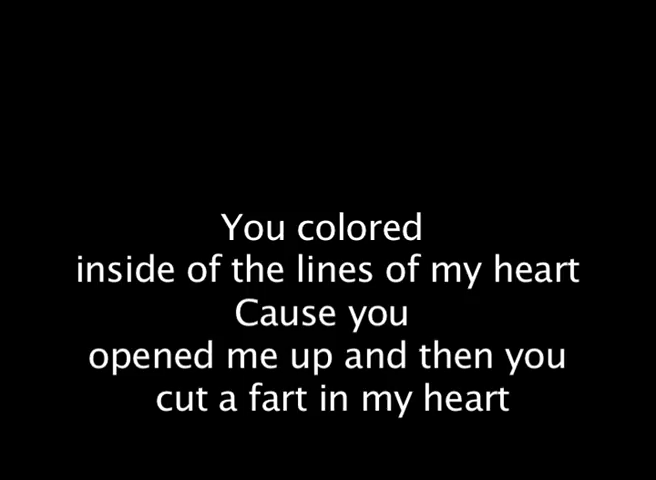 You colored
inside of the lines of my heart
Cause you
opened me up and then you
cut a fart in my heart